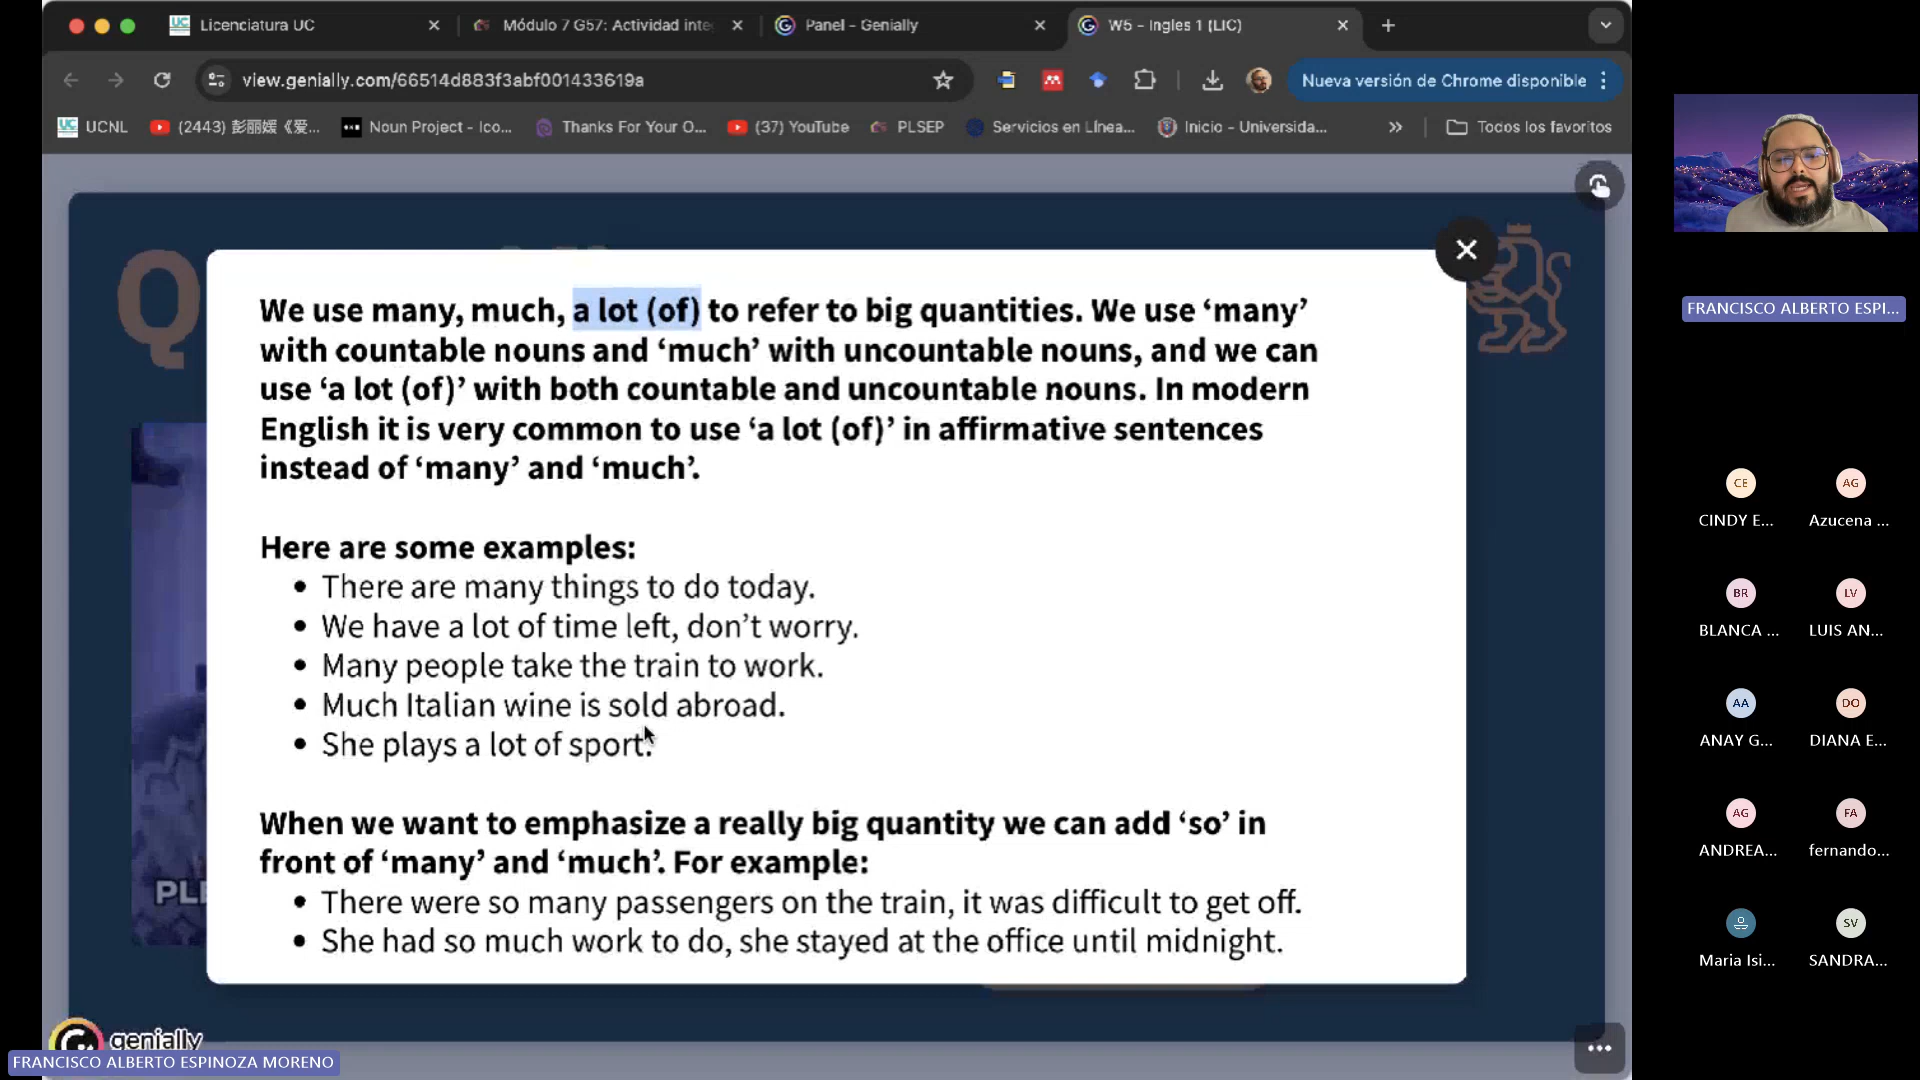 Licenciatura UC
Módulo 7 G57: Actividad inte
Panel - Genially
W5 - Ingles 1 (LIC)
view.genially.com/66514d883f3abf001433619a
Nueva versión de Chrome disponible
UCNL
(2443) 彭丽媛《爱...
Noun Project - Ico...
Thanks For Your O...
(37) YouTube
PLSEP
Servicios en Línea...
Inicio - Universida...
Todos los favoritos
Q
We use many, much, a lot (of) to refer to big quantities. We use ‘many’
with countable nouns and ‘much’ with uncountable nouns, and we can
use ‘a lot (of)’ with both countable and uncountable nouns. In modern
English it is very common to use ‘a lot (of)’ in affirmative sentences
instead of ‘many’ and ‘much’.
Here are some examples:
• There are many things to do today.
• We have a lot of time left, don’t worry.
• Many people take the train to work.
• Much Italian wine is sold abroad.
• She plays a lot of sport.
When we want to emphasize a really big quantity we can add ‘so’ in
front of ‘many’ and ‘much’. For example:
• There were so many passengers on the train, it was difficult to get off.
• She had so much work to do, she stayed at the office until midnight.
PLE
genially
FRANCISCO ALBERTO ESPINOZA MORENO
FRANCISCO ALBERTO ESPI...
CE
AG
CINDY E...
Azucena ...
BR
LV
BLANCA ...
LUIS AN...
AA
DO
ANAY G...
DIANA E...
AG
FA
ANDREA...
fernando...
SV
Maria Isi...
SANDRA...